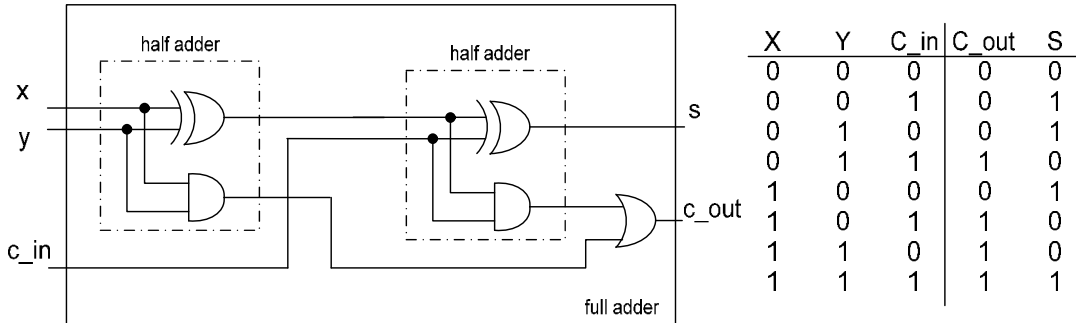 half adder
half adder
x
y
s
c_in
c_out
full adder
X Y C_in C_out S
0 0 0 0 0
0 0 1 0 1
0 1 0 0 1
0 1 1 1 0
1 0 0 0 1
1 0 1 1 0
1 1 0 1 0
1 1 1 1 1